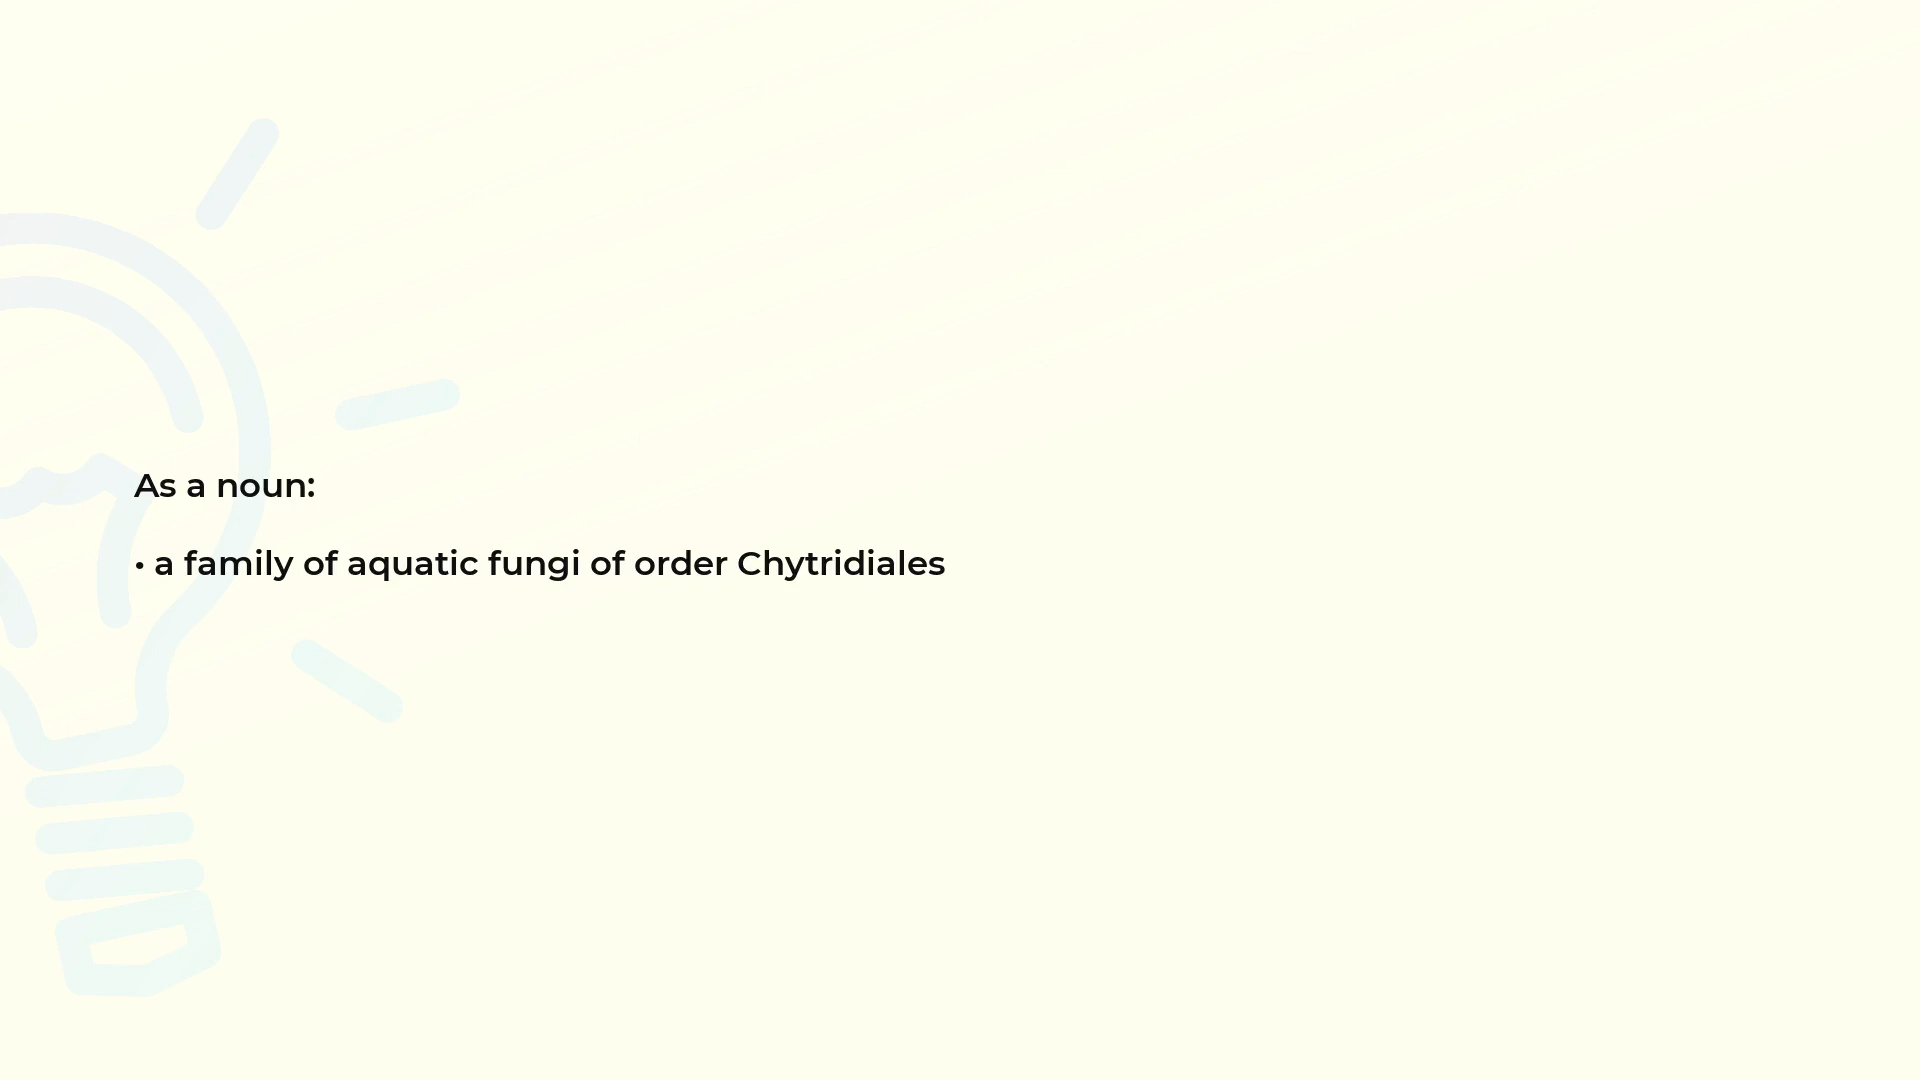 As a noun:
• a family of aquatic fungi of order Chytridiales